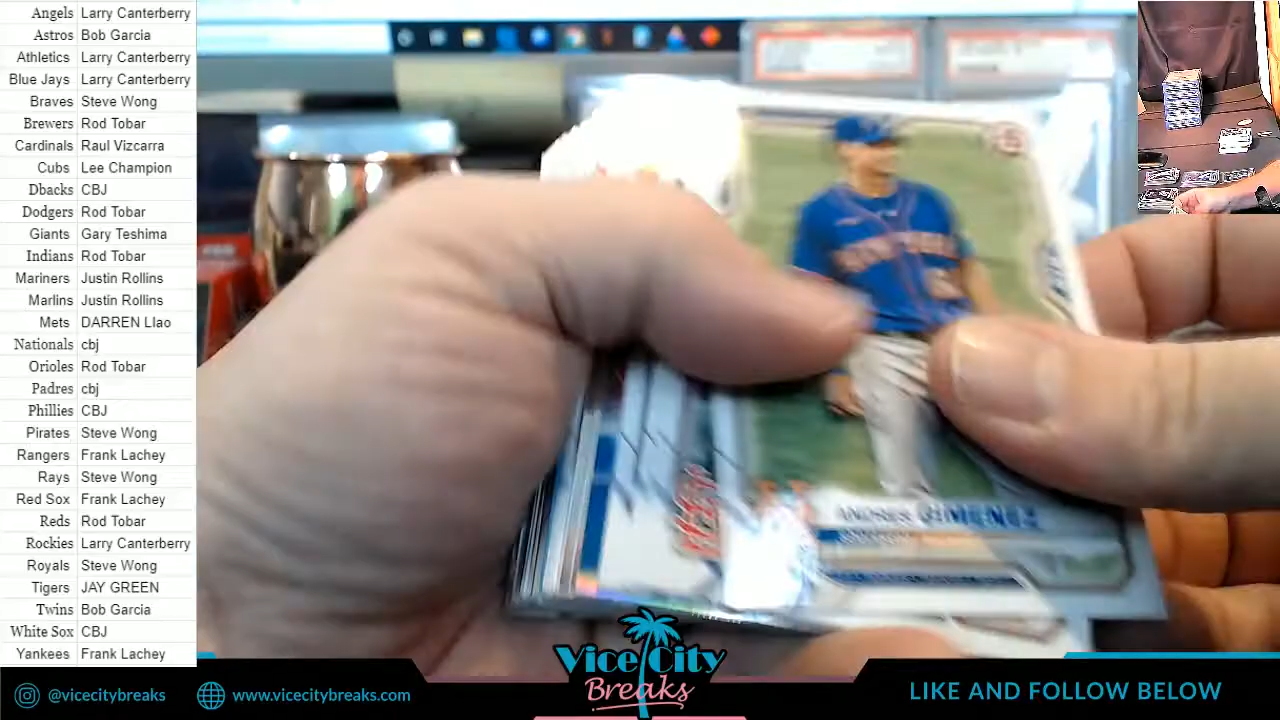 Angels Larry Canterberry
Astros Bob Garcia
Athletics Larry Canterberry
Blue Jays Larry Canterberry
Braves Steve Wong
Brewers Rod Tobar
Cardinals Raul Vizcarra
Cubs Lee Champion
Dbacks CBJ
Dodgers Rod Tobar
Giants Gary Teshima
Indians Rod Tobar
Mariners Justin Rollins
Marlins Justin Rollins
Mets DARREN LIao
Nationals cbj
Orioles Rod Tobar
Padres cbj
Phillies CBJ
Pirates Steve Wong
Rangers Frank Lachey
Rays Steve Wong
Red Sox Frank Lachey
Reds Rod Tobar
Rockies Larry Canterberry
Royals Steve Wong
Tigers JAY GREEN
Twins Bob Garcia
White Sox CBJ
Yankees Frank Lachey
NEW YORK
Vice City
Breaks
@vicecitybreaks
www.vicecitybreaks.com
LIKE AND FOLLOW BELOW